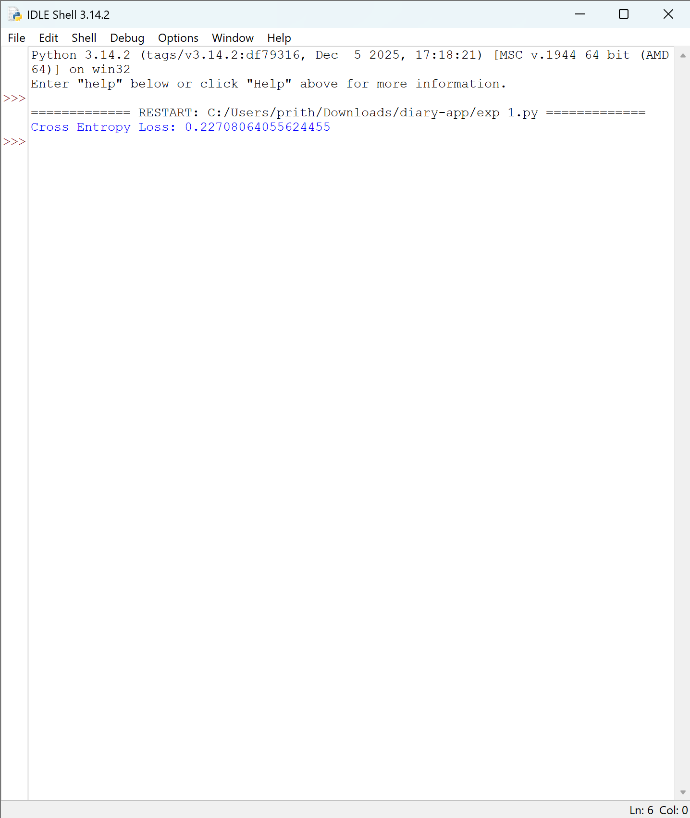 IDLE Shell 3.14.2
File Edit Shell Debug Options Window Help
Python 3.14.2 (tags/v3.14.2:df79316, Dec  5 2025, 17:18:21) [MSC v.1944 64 bit (AMD
64)] on win32
Enter "help" below or click "Help" above for more information.
>>>
============= RESTART: C:/Users/prith/Downloads/diary-app/exp 1.py =============
Cross Entropy Loss: 0.22708064055624455
>>>
Ln: 6 Col: 0